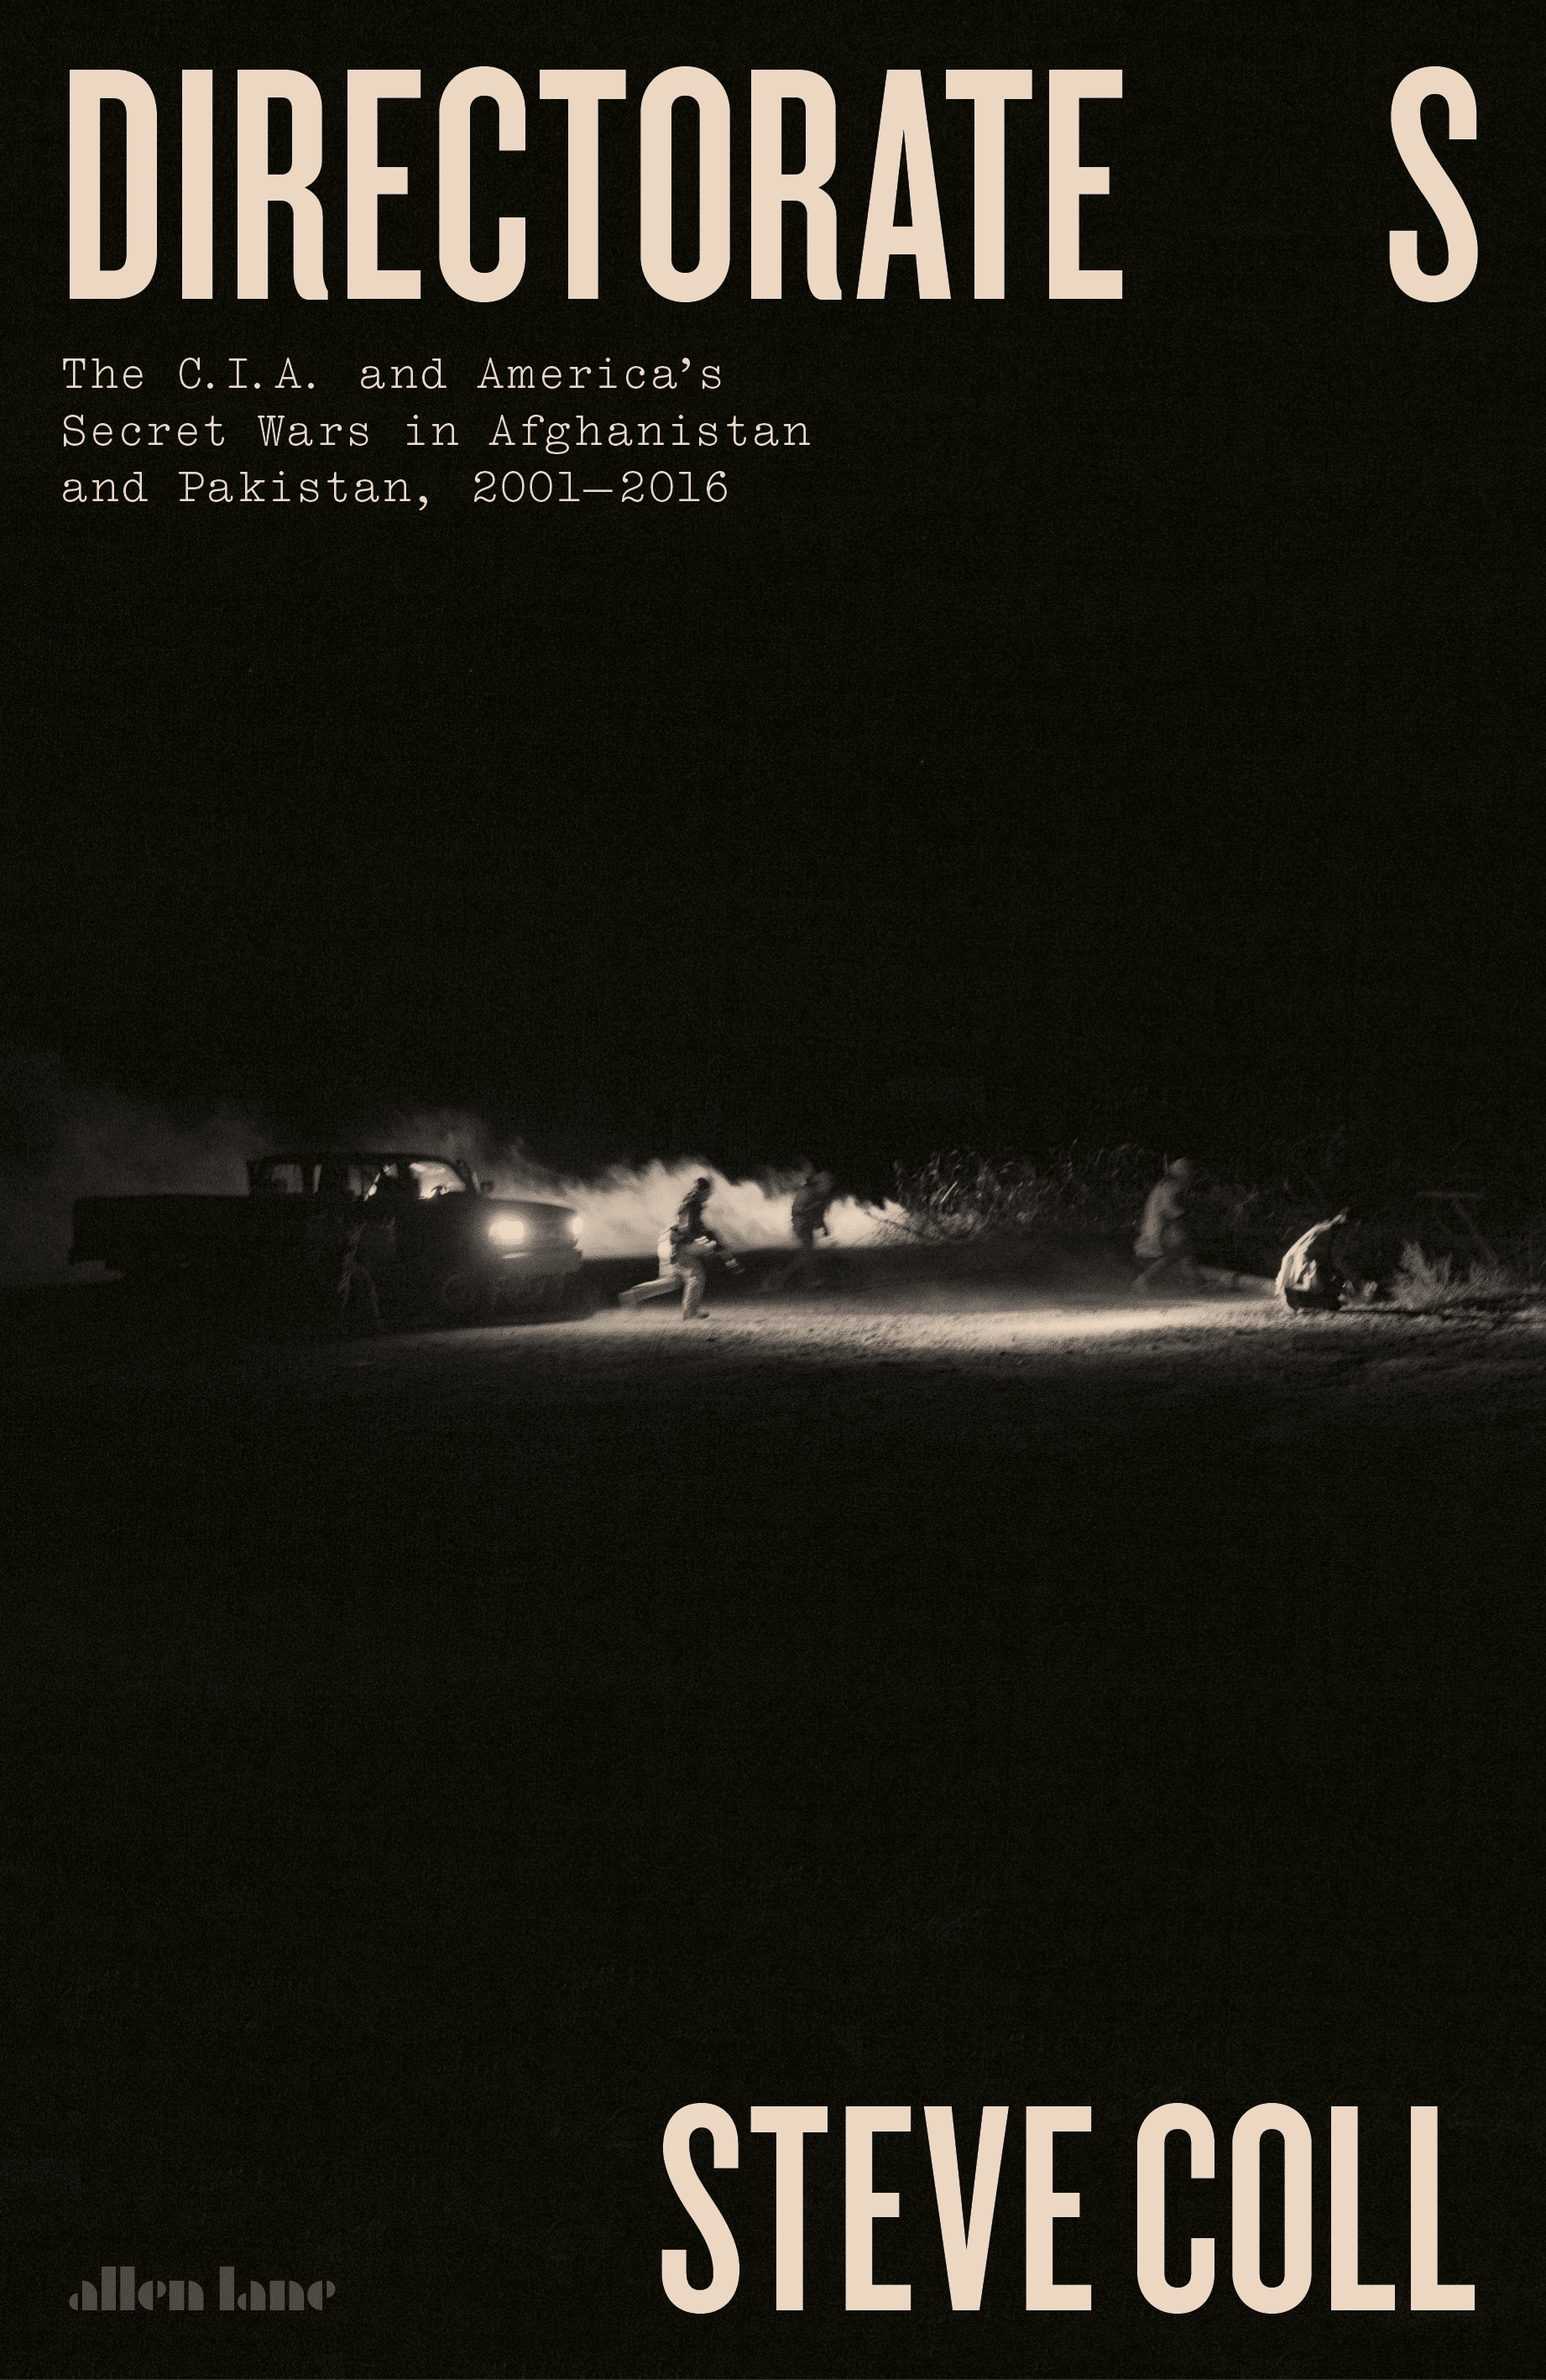 DIRECTORATE S
The C.I.A. and America’s
Secret Wars in Afghanistan
and Pakistan, 2001–2016
STEVE COLL
allen lane